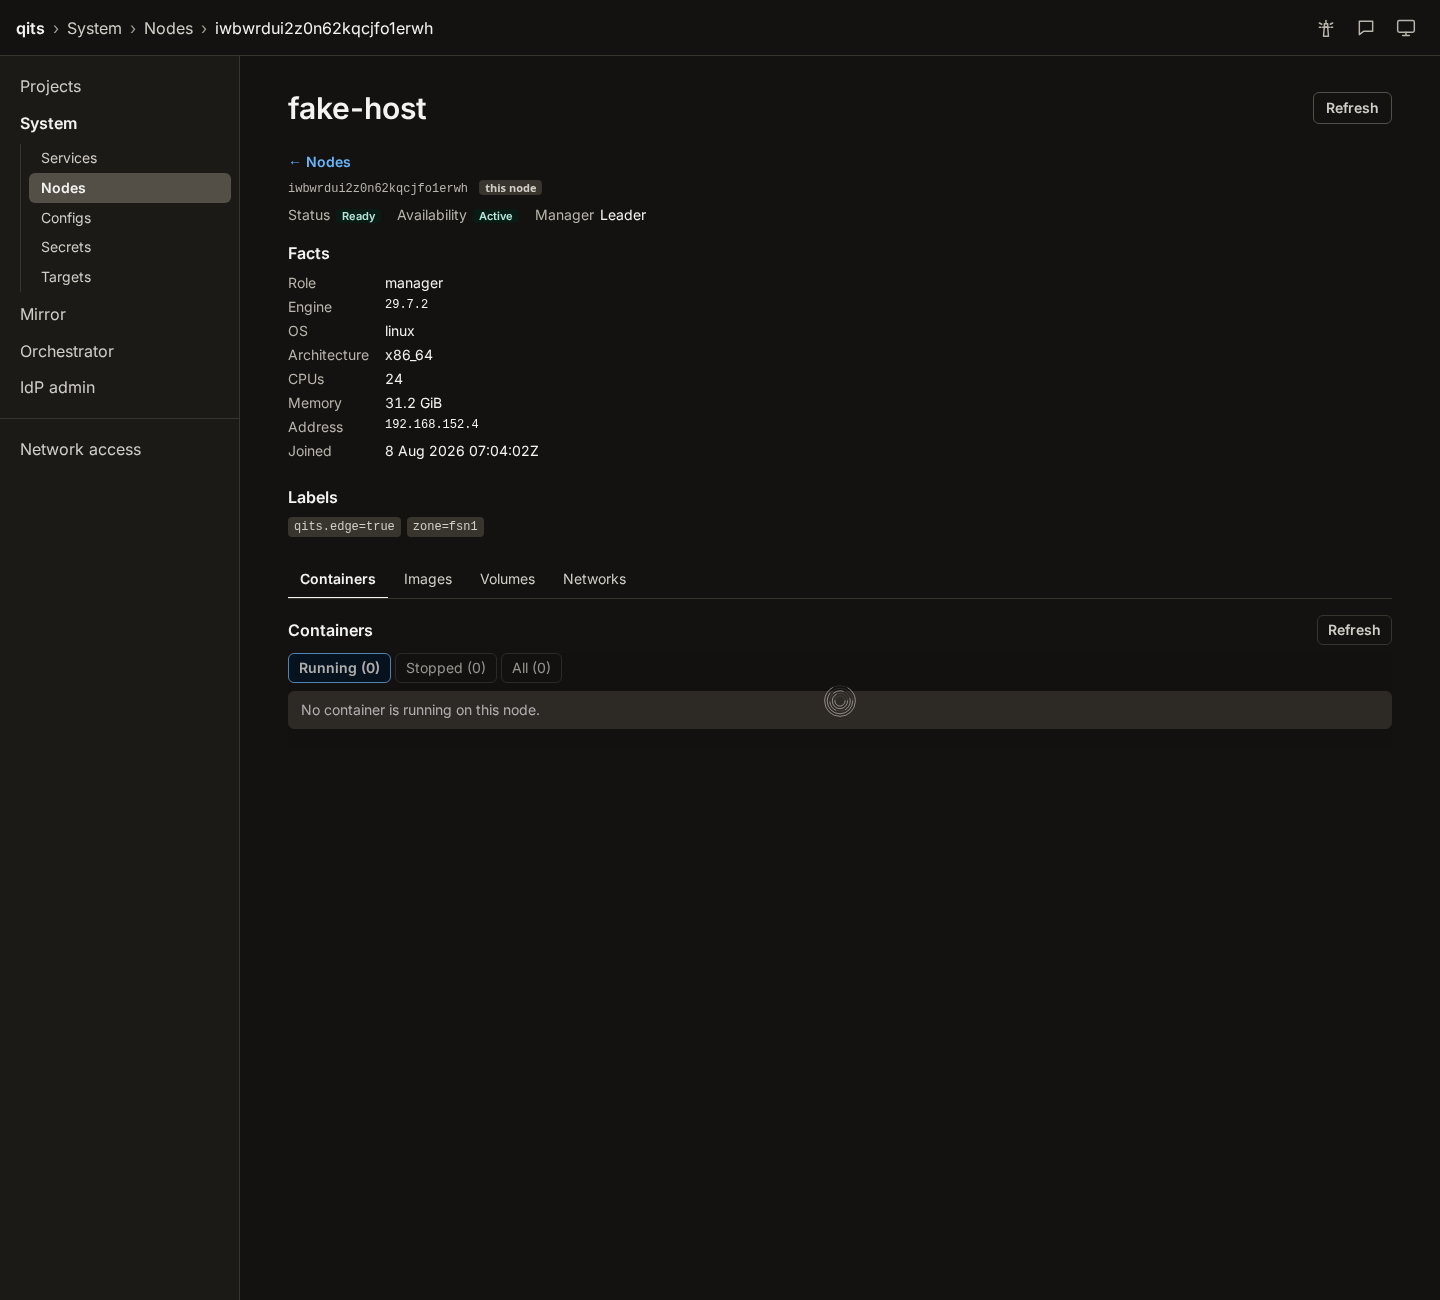 qits › System › Nodes › iwbwrdui2z0n62kqcjfo1erwh
Projects
System
Services
Nodes
Configs
Secrets
Targets
Mirror
Orchestrator
IdP admin
Network access
fake-host
Refresh
← Nodes
iwbwrdui2z0n62kqcjfo1erwh this node
Status Ready Availability Active Manager Leader
Facts
Role manager
Engine 29.7.2
OS linux
Architecture x86_64
CPUs 24
Memory 31.2 GiB
Address 192.168.152.4
Joined 8 Aug 2026 07:04:02Z
Labels
qits.edge=true zone=fsn1
Containers Images Volumes Networks
Containers Refresh
Running (0) Stopped (0) All (0)
No container is running on this node.